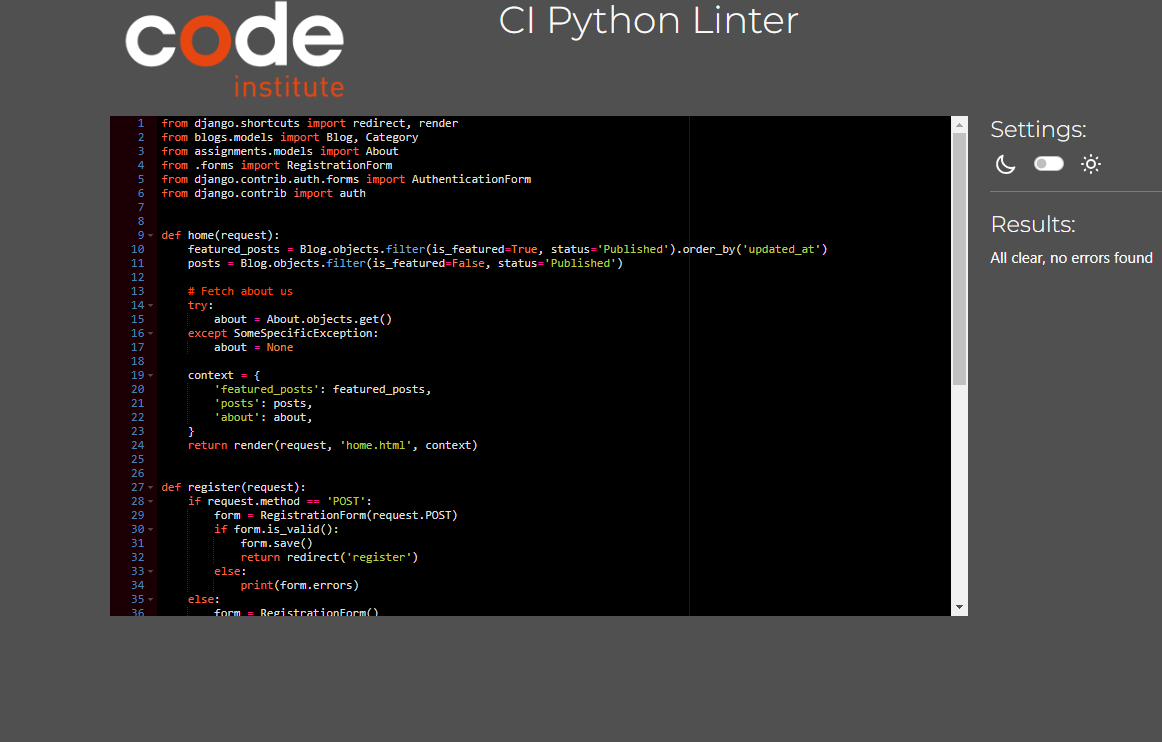 code
institute
CI Python Linter
1 from django.shortcuts import redirect, render
2 from blogs.models import Blog, Category
3 from assignments.models import About
4 from .forms import RegistrationForm
5 from django.contrib.auth.forms import AuthenticationForm
6 from django.contrib import auth
7
8
9 def home(request):
10     featured_posts = Blog.objects.filter(is_featured=True, status='Published').order_by('updated_at')
11     posts = Blog.objects.filter(is_featured=False, status='Published')
12
13     # Fetch about us
14     try:
15         about = About.objects.get()
16     except SomeSpecificException:
17         about = None
18
19     context = {
20         'featured_posts': featured_posts,
21         'posts': posts,
22         'about': about,
23     }
24     return render(request, 'home.html', context)
25
26
27 def register(request):
28     if request.method == 'POST':
29         form = RegistrationForm(request.POST)
30         if form.is_valid():
31             form.save()
32             return redirect('register')
33         else:
34             print(form.errors)
35     else:
36         form = RegistrationForm()
Settings:
Results:
All clear, no errors found